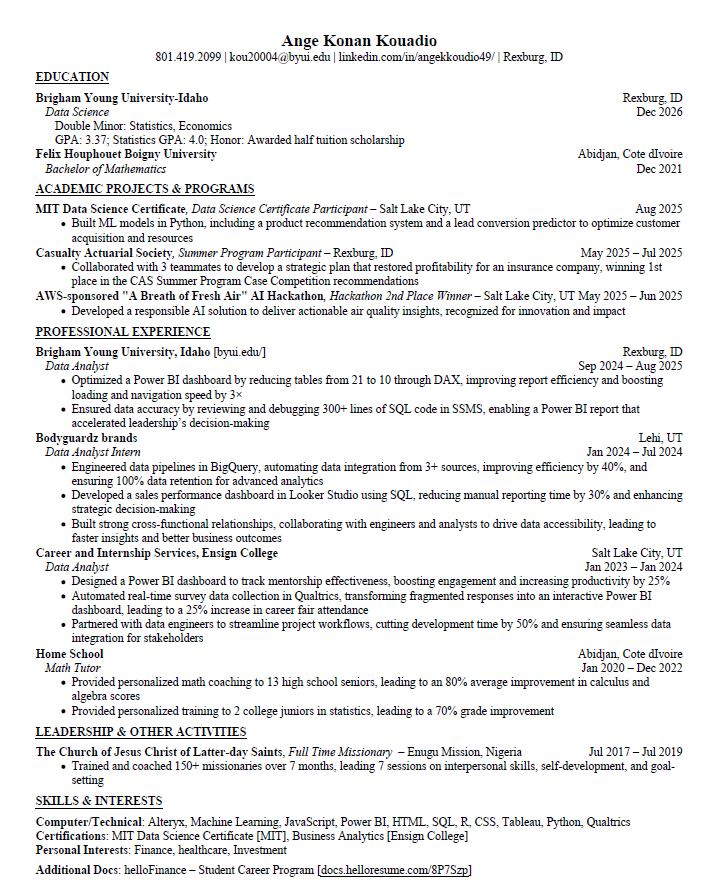 Ange Konan Kouadio
801.419.2099 | kou20004@byui.edu | linkedin.com/in/angekkoudio49/ | Rexburg, ID
EDUCATION
Brigham Young University-Idaho Rexburg, ID
Data Science Dec 2026
Double Minor: Statistics, Economics
GPA: 3.37; Statistics GPA: 4.0; Honor: Awarded half tuition scholarship
Felix Houphouet Boigny University Abidjan, Cote dIvoire
Bachelor of Mathematics Dec 2021
ACADEMIC PROJECTS & PROGRAMS
MIT Data Science Certificate, Data Science Certificate Participant – Salt Lake City, UT Aug 2025
• Built ML models in Python, including a product recommendation system and a lead conversion predictor to optimize customer
acquisition and resources
Casualty Actuarial Society, Summer Program Participant – Rexburg, ID May 2025 – Jul 2025
• Collaborated with 3 teammates to develop a strategic plan that restored profitability for an insurance company, winning 1st
place in the CAS Summer Program Case Competition recommendations
AWS-sponsored "A Breath of Fresh Air" AI Hackathon, Hackathon 2nd Place Winner – Salt Lake City, UT May 2025 – Jun 2025
• Developed a responsible AI solution to deliver actionable air quality insights, recognized for innovation and impact
PROFESSIONAL EXPERIENCE
Brigham Young University, Idaho [byui.edu/] Rexburg, ID
Data Analyst Sep 2024 – Aug 2025
• Optimized a Power BI dashboard by reducing tables from 21 to 10 through DAX, improving report efficiency and boosting
loading and navigation speed by 3×
• Ensured data accuracy by reviewing and debugging 300+ lines of SQL code in SSMS, enabling a Power BI report that
accelerated leadership's decision-making
Bodyguardz brands Lehi, UT
Data Analyst Intern Jan 2024 – Jul 2024
• Engineered data pipelines in BigQuery, automating data integration from 3+ sources, improving efficiency by 40%, and
ensuring 100% data retention for advanced analytics
• Developed a sales performance dashboard in Looker Studio using SQL, reducing manual reporting time by 30% and enhancing
strategic decision-making
• Built strong cross-functional relationships, collaborating with engineers and analysts to drive data accessibility, leading to
faster insights and better business outcomes
Career and Internship Services, Ensign College Salt Lake City, UT
Data Analyst Jan 2023 – Jan 2024
• Designed a Power BI dashboard to track mentorship effectiveness, boosting engagement and increasing productivity by 25%
• Automated real-time survey data collection in Qualtrics, transforming fragmented responses into an interactive Power BI
dashboard, leading to a 25% increase in career fair attendance
• Partnered with data engineers to streamline project workflows, cutting development time by 50% and ensuring seamless data
integration for stakeholders
Home School Abidjan, Cote dIvoire
Math Tutor Jan 2020 – Dec 2022
• Provided personalized math coaching to 13 high school seniors, leading to an 80% average improvement in calculus and
algebra scores
• Provided personalized training to 2 college juniors in statistics, leading to a 70% grade improvement
LEADERSHIP & OTHER ACTIVITIES
The Church of Jesus Christ of Latter-day Saints, Full Time Missionary – Enugu Mission, Nigeria Jul 2017 – Jul 2019
• Trained and coached 150+ missionaries over 7 months, leading 7 sessions on interpersonal skills, self-development, and goal-
setting
SKILLS & INTERESTS
Computer/Technical: Alteryx, Machine Learning, JavaScript, Power BI, HTML, SQL, R, CSS, Tableau, Python, Qualtrics
Certifications: MIT Data Science Certificate [MIT], Business Analytics [Ensign College]
Personal Interests: Finance, healthcare, Investment
Additional Docs: helloFinance – Student Career Program [docs.helloresume.com/8P7Szp]